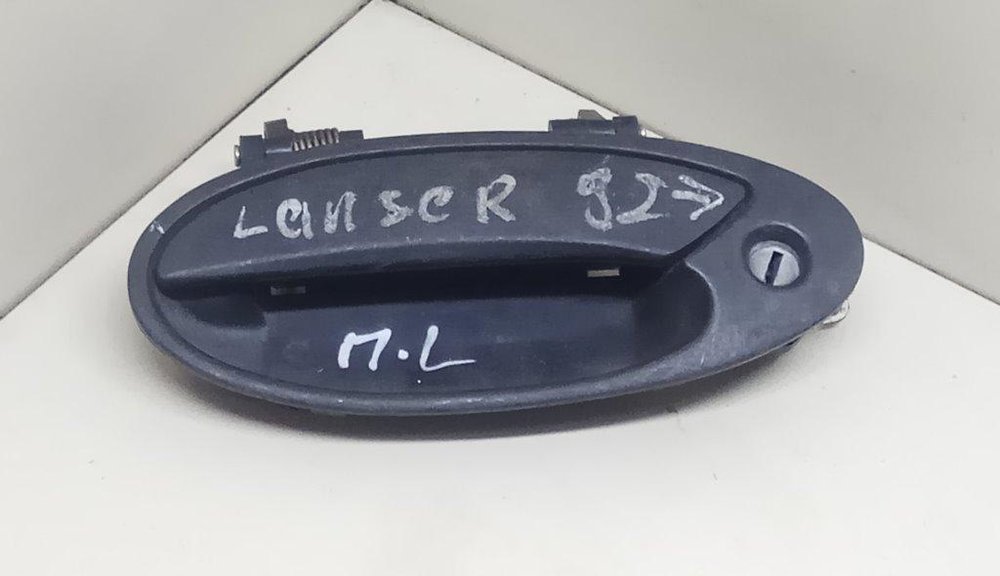 LanseR 92→
П.L